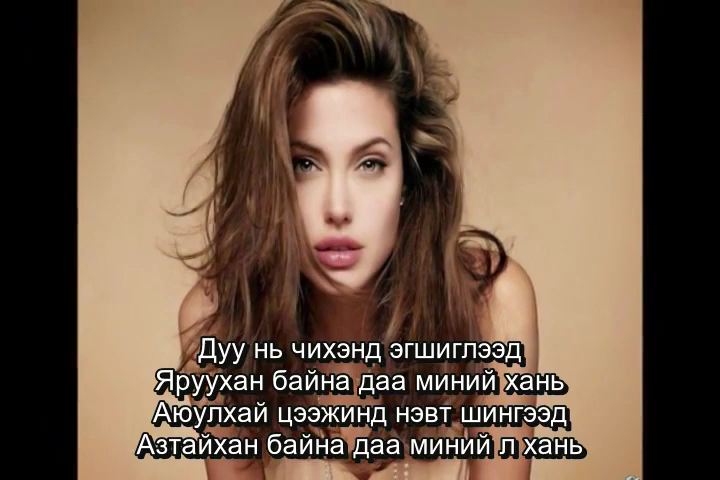 Дуу нь чихэнд эгшиглээд
Яруухан байна даа миний хань
Аюулхай цээжинд нэвт шингээд
Азтайхан байна даа миний л хань